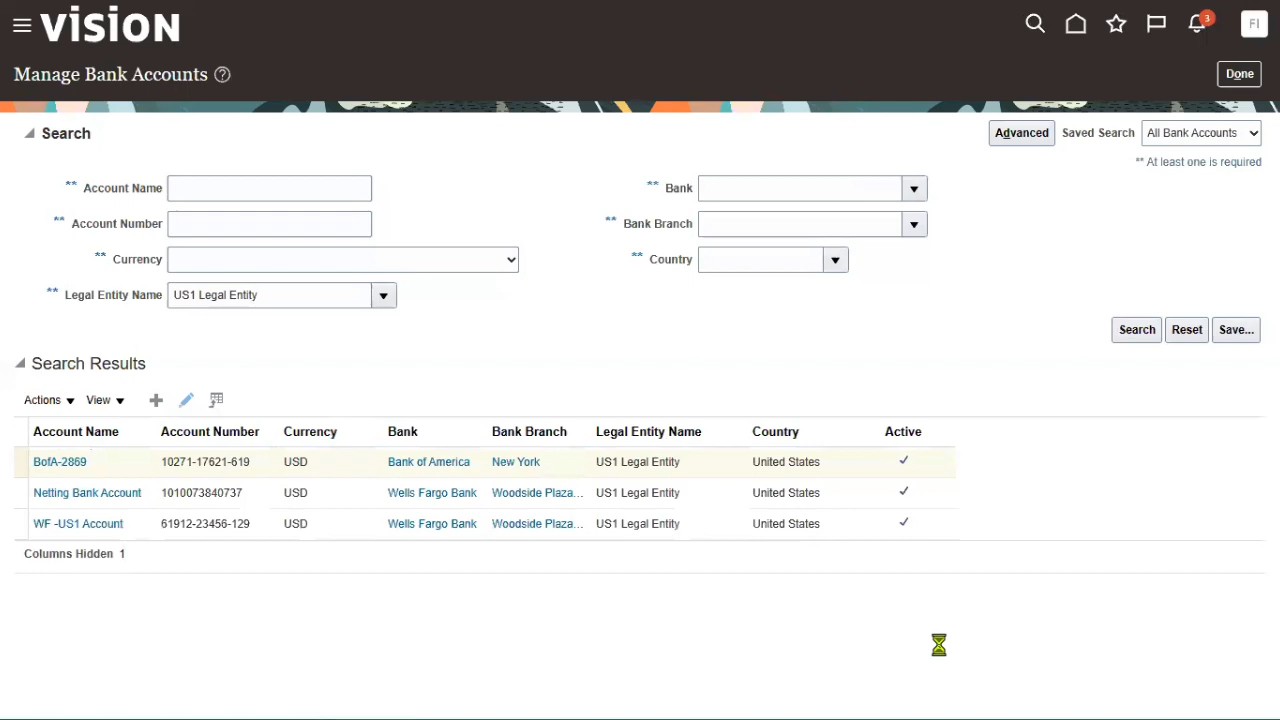 vision
3
FI
Manage Bank Accounts ?
Done
Search
Advanced Saved Search All Bank Accounts
** At least one is required
** Account Name
** Bank
** Account Number
** Bank Branch
** Currency
** Country
** Legal Entity Name US1 Legal Entity
Search Reset Save...
Search Results
Actions View
Account Name Account Number Currency Bank Bank Branch Legal Entity Name Country Active
BofA-2869 10271-17621-619 USD Bank of America New York US1 Legal Entity United States
Netting Bank Account 1010073840737 USD Wells Fargo Bank Woodside Plaza... US1 Legal Entity United States
WF -US1 Account 61912-23456-129 USD Wells Fargo Bank Woodside Plaza... US1 Legal Entity United States
Columns Hidden 1